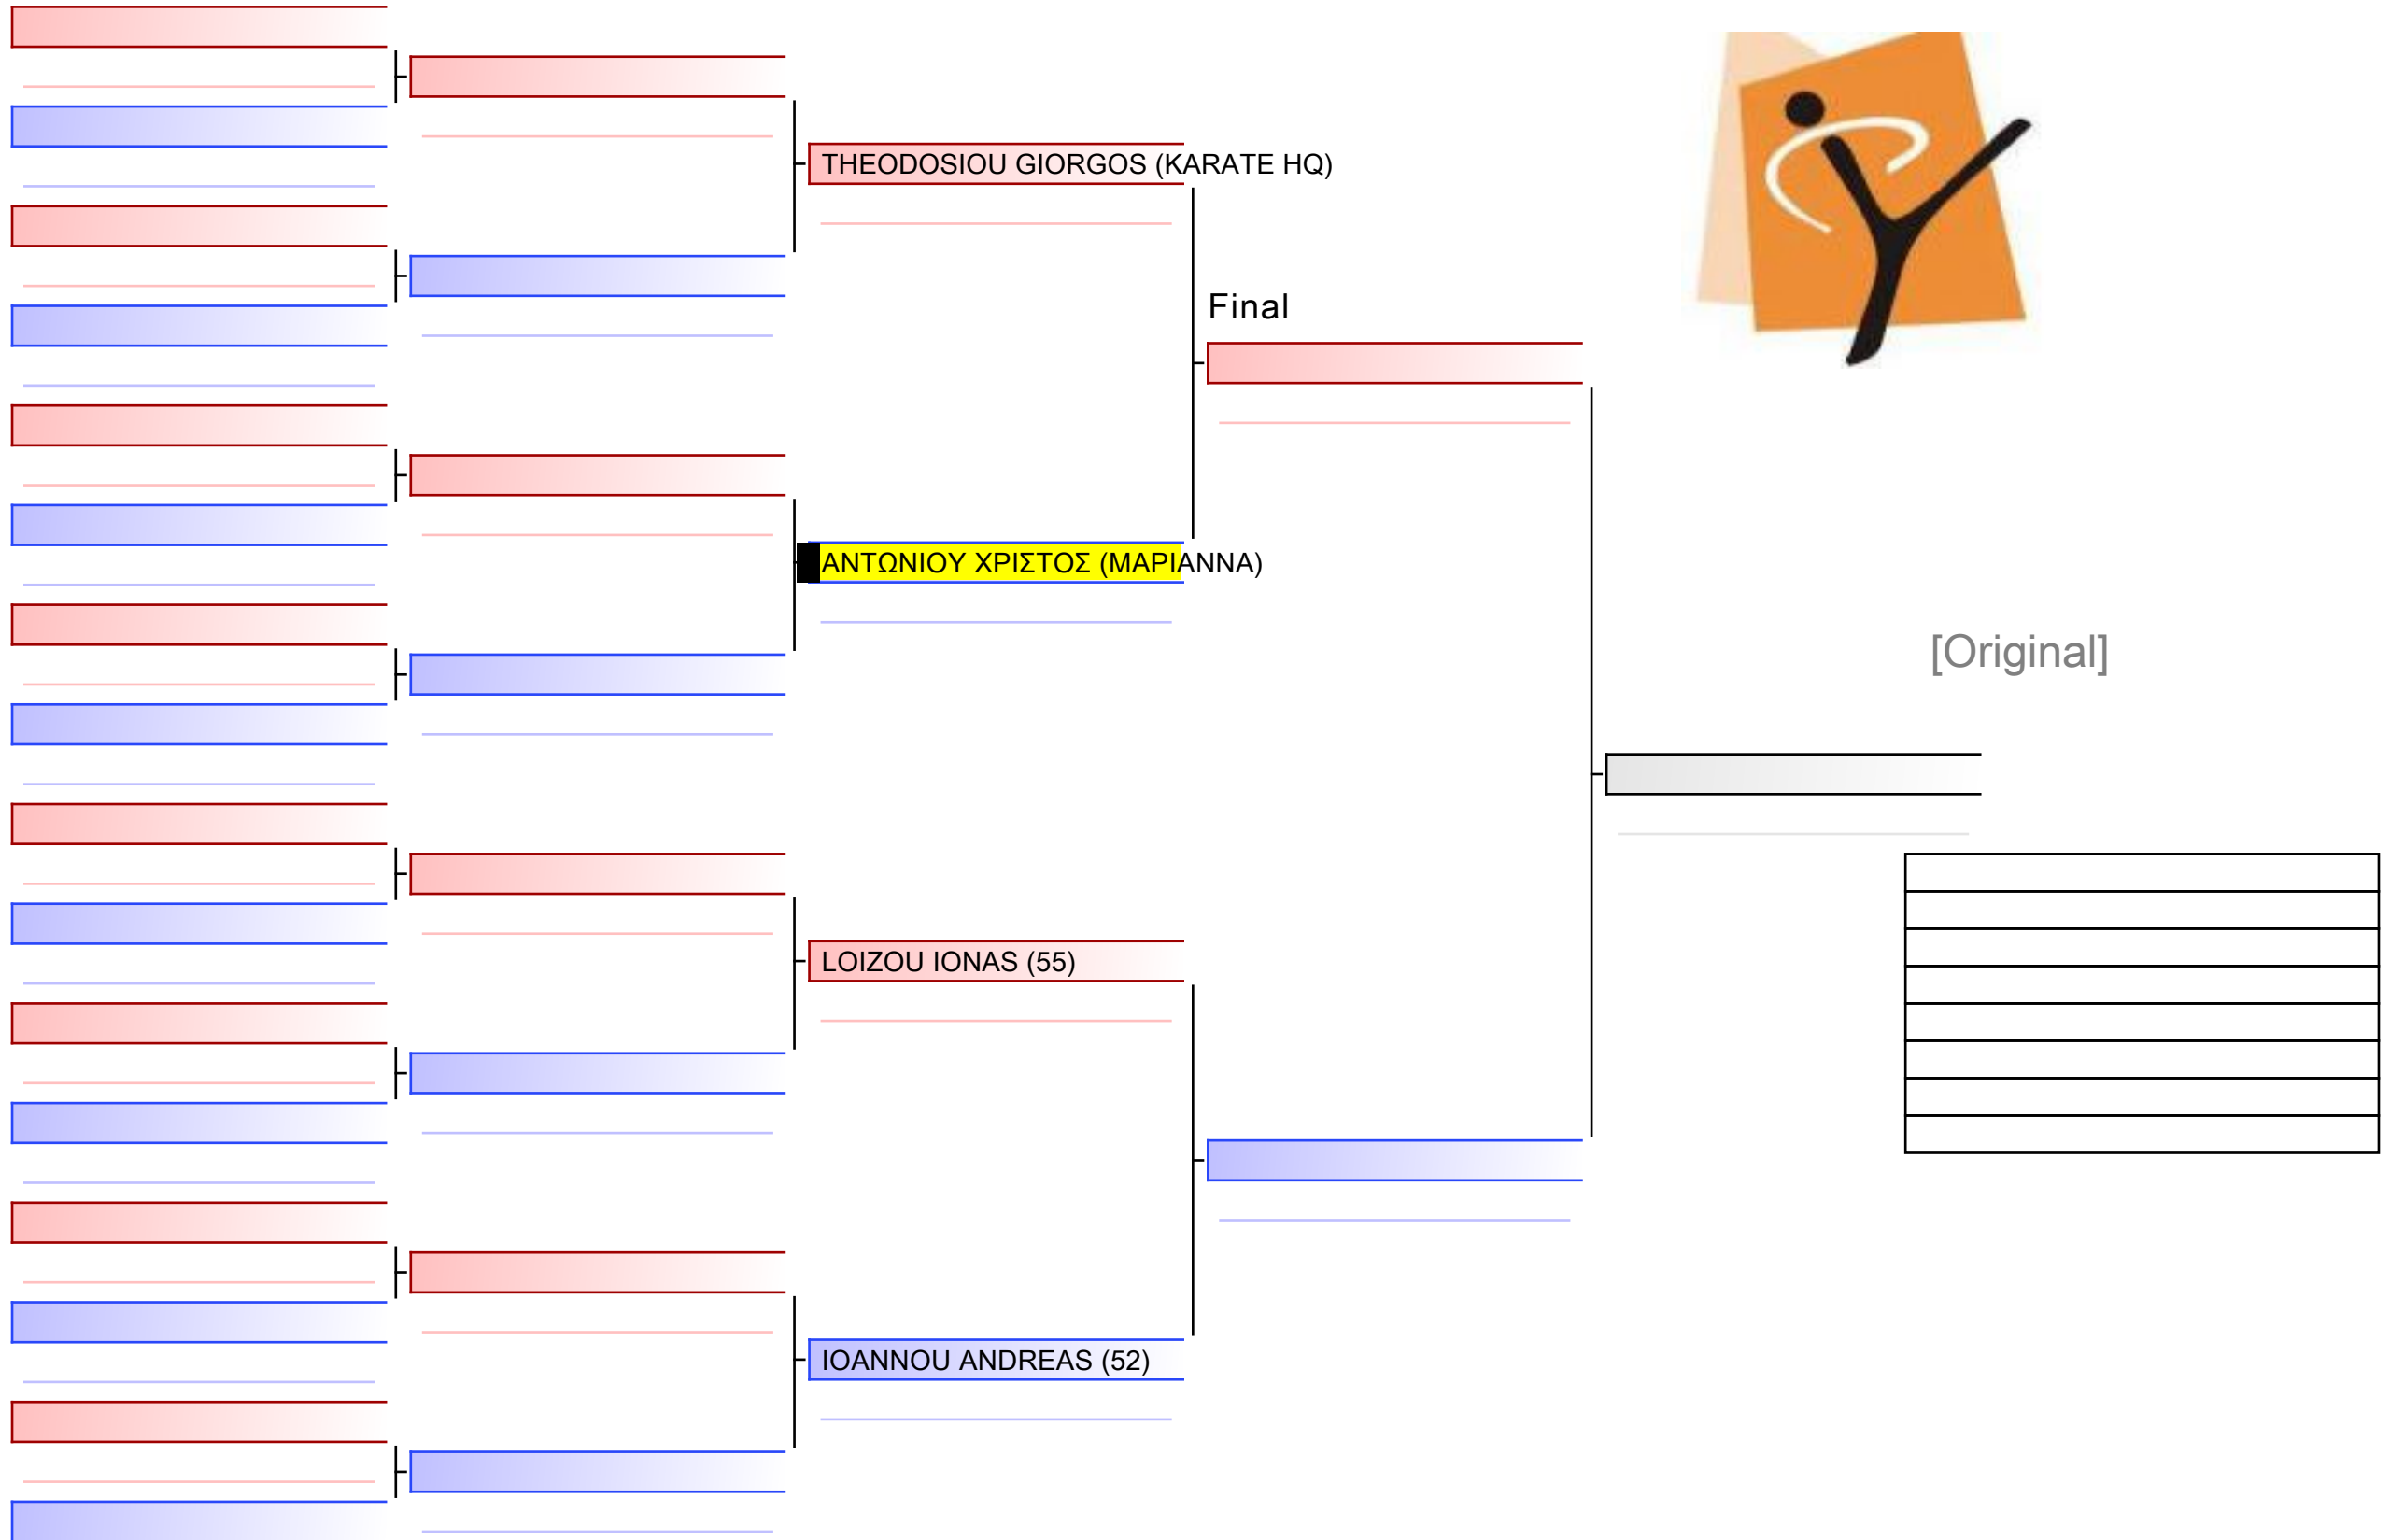 THEODOSIOU GIORGOS (KARATE HQ)
Final
ΑΝΤΩΝΙΟΥ ΧΡΙΣΤΟΣ (ΜΑΡΙΑΝΝΑ)
[Original]
LOIZOU IONAS (55)
IOANNOU ANDREAS (52)